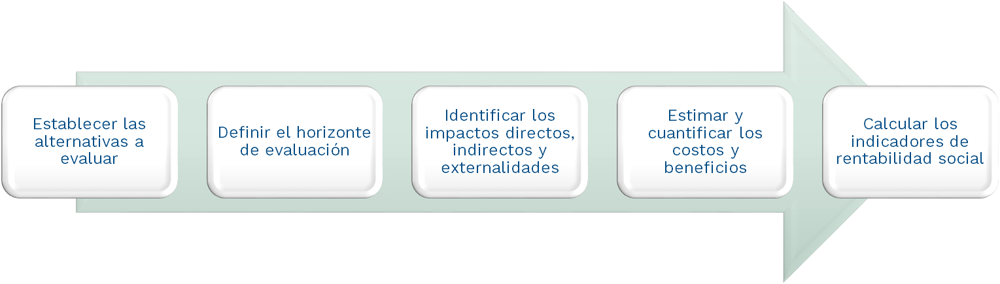 Establecer las
alternativas a
evaluar
Definir el horizonte
de evaluación
Identificar los
impactos directos,
indirectos y
externalidades
Estimar y
cuantificar los
costos y
beneficios
Calcular los
indicadores de
rentabilidad social